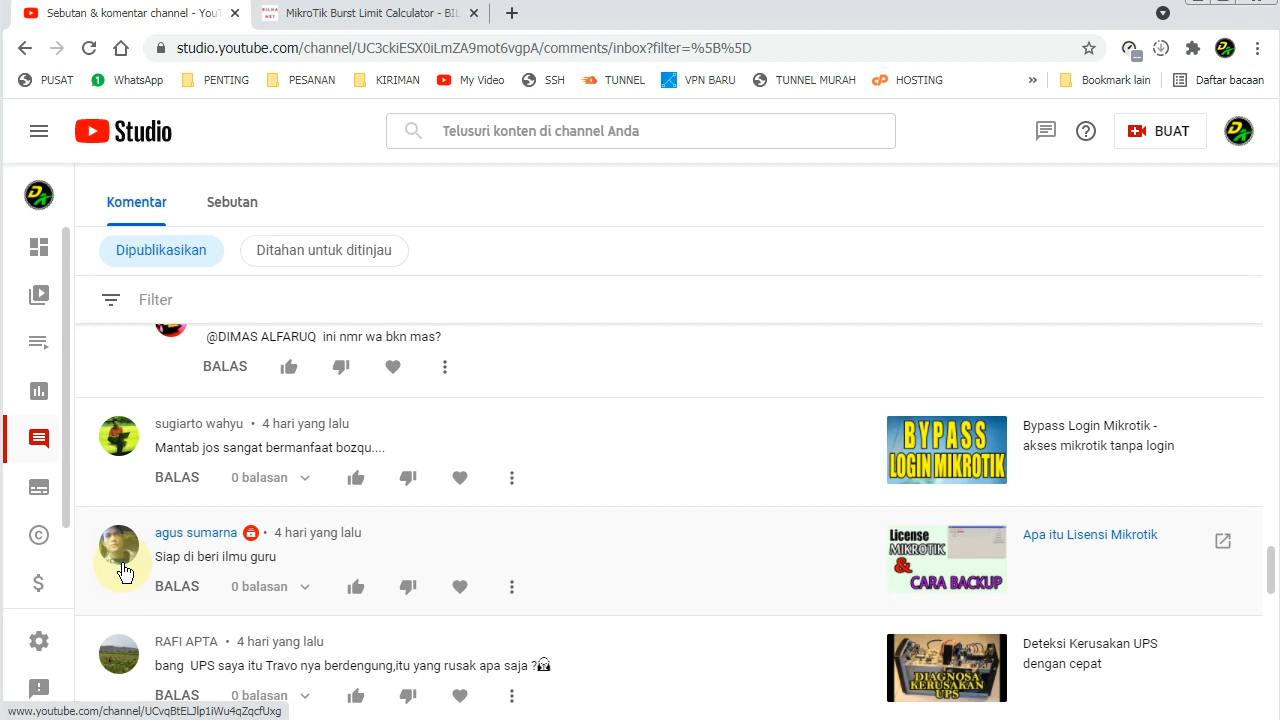 Sebutan & komentar channel - YouT
MikroTik Burst Limit Calculator - BIL
studio.youtube.com/channel/UC3ckiESX0iLmZA9mot6vgrA/comments/inbox?filter=%5B%5D
PUSAT
WhatsApp
PENTING
PESANAN
KIRIMAN
My Video
SSH
TUNNEL
VPN BARU
TUNNEL MURAH
HOSTING
»
Bookmark lain
Daftar bacaan
Studio
Telusuri konten di channel Anda
BUAT
Komentar
Sebutan
Dipublikasikan
Ditahan untuk ditinjau
Filter
@DIMAS ALFARUQ ini nmr wa bkn mas?
BALAS
sugiarto wahyu • 4 hari yang lalu
Mantab jos sangat bermanfaat bozqu....
BALAS 0 balasan
BYPASS
LOGIN MIKROTIK
Bypass Login Mikrotik -
akses mikrotik tanpa login
agus sumarna • 4 hari yang lalu
Siap di beri ilmu guru
BALAS 0 balasan
License
MIKROTIK
&
CARA BACKUP
Apa itu Lisensi Mikrotik
RAFI APTA • 4 hari yang lalu
bang UPS saya itu Travo nya berdengung,itu yang rusak apa saja ?
BALAS 0 balasan
DIAGNOSA
KERUSAKAN
UPS
Deteksi Kerusakan UPS
dengan cepat